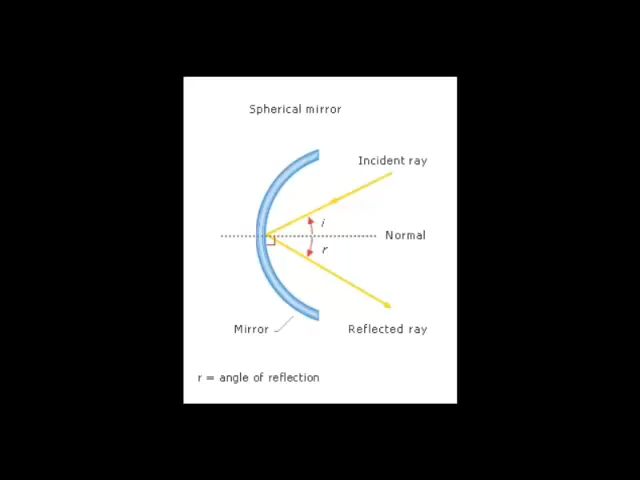 Spherical mirror
Incident ray
i
Normal
r
Mirror
Reflected ray
r = angle of reflection